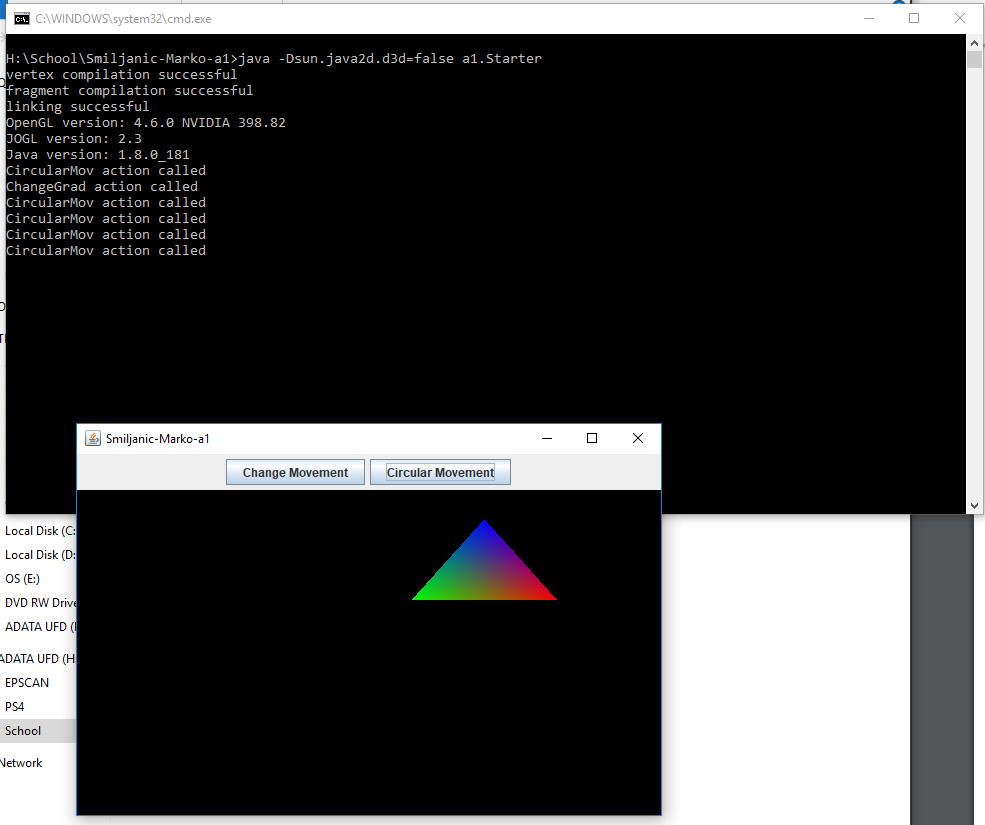 C:\WINDOWS\system32\cmd.exe
H:\School\Smiljanic-Marko-a1>java -Dsun.java2d.d3d=false a1.Starter
vertex compilation successful
fragment compilation successful
linking successful
OpenGL version: 4.6.0 NVIDIA 398.82
JOGL version: 2.3
Java version: 1.8.0_181
CircularMov action called
ChangeGrad action called
CircularMov action called
CircularMov action called
CircularMov action called
CircularMov action called
Smiljanic-Marko-a1
Change Movement Circular Movement
Local Disk (C:
Local Disk (D:
OS (E:)
DVD RW Drive
ADATA UFD (
ADATA UFD (H:
EPSCAN
PS4
School
Network